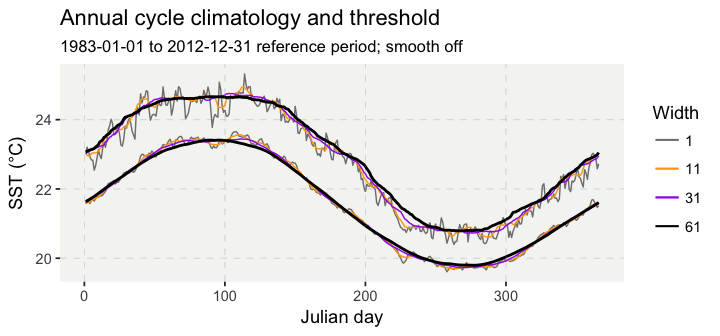 Annual cycle climatology and threshold
1983-01-01 to 2012-12-31 reference period; smooth off
SST (°C)
24
22
20
0
100
200
300
Julian day
Width
1
11
31
61